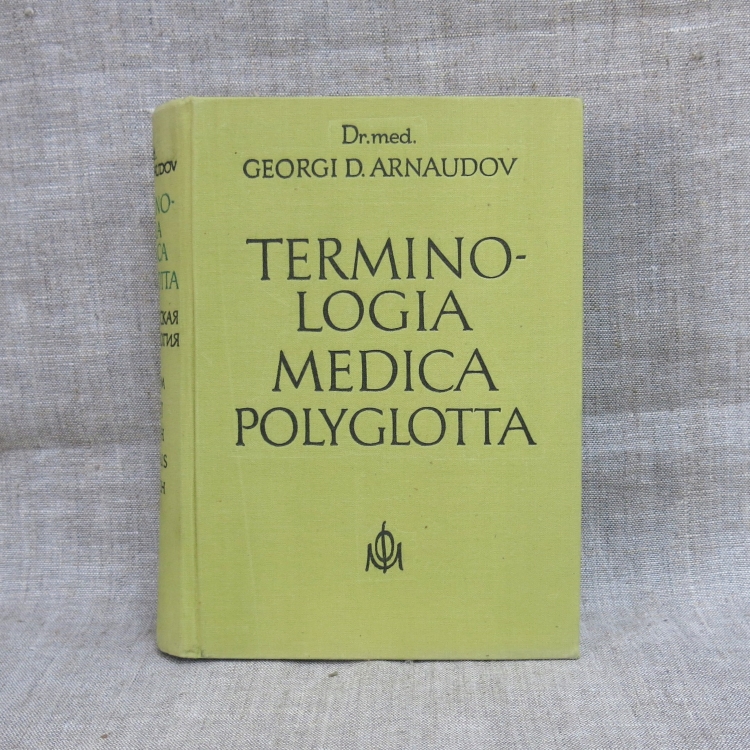 Dr. med.
GEORGI D. ARNAUDOV
TERMINO-
LOGIA
MEDICA
POLYGLOTTA